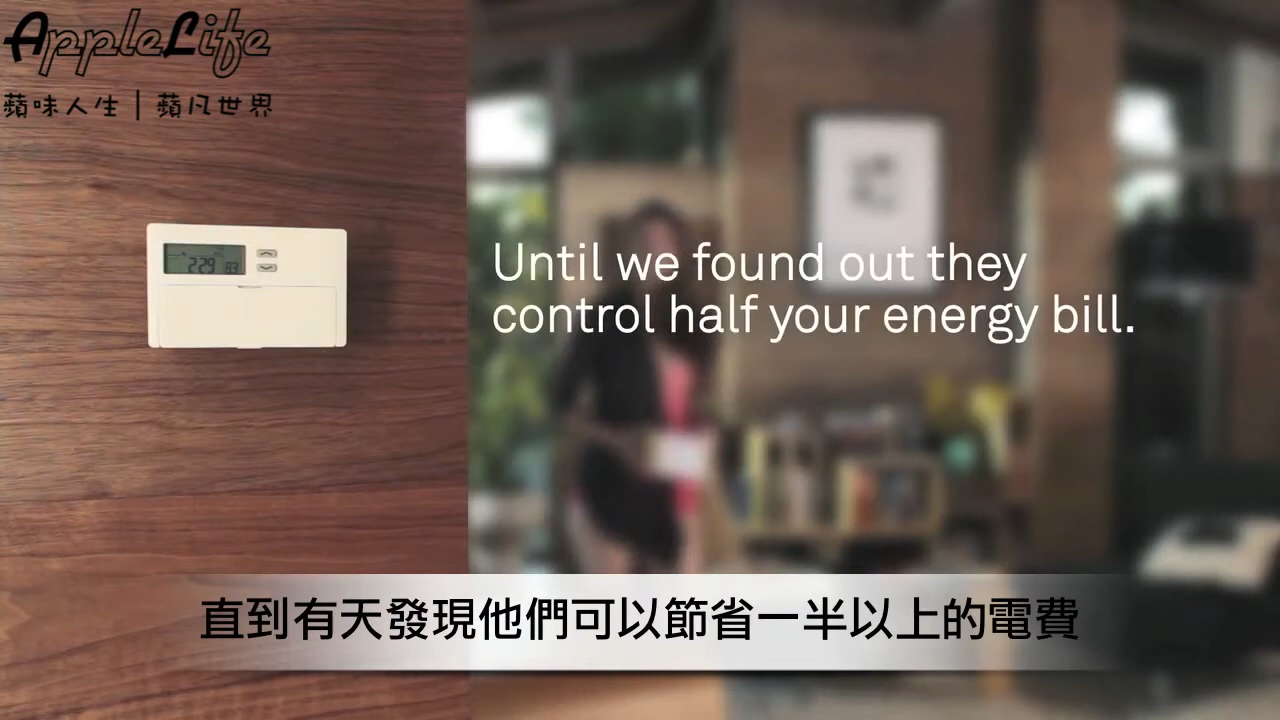 AppleLife
蘋味人生｜蘋凡世界
Until we found out they
control half your energy bill.
直到有天發現他們可以節省一半以上的電費